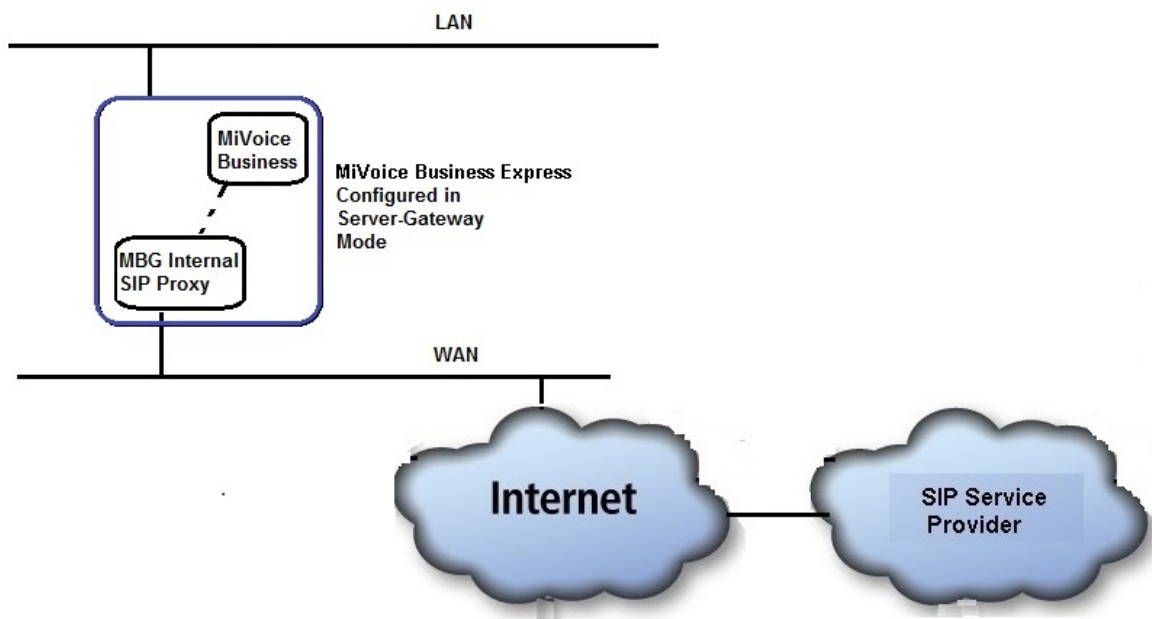 LAN
MiVoice
Business
MiVoice Business Express
Configured in
Server-Gateway
Mode
MBG Internal
SIP Proxy
WAN
Internet
SIP Service
Provider